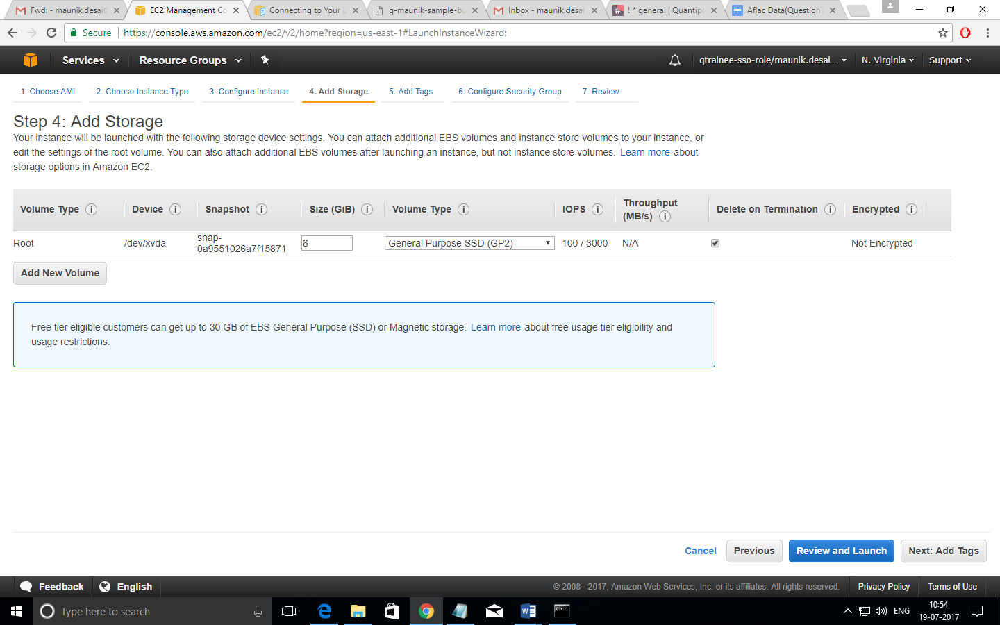 Fwd: - maunik.desai@
EC2 Management Co
Connecting to Your L
q-maunik-sample-bu
Inbox - maunik.desai
! * general | Quantiph
Aflac Data(Questions
Secure
https://console.aws.amazon.com/ec2/v2/home?region=us-east-1#LaunchInstanceWizard:
Services
Resource Groups
qtrainee-sso-role/maunik.desai...
N. Virginia
Support
1. Choose AMI
2. Choose Instance Type
3. Configure Instance
4. Add Storage
5. Add Tags
6. Configure Security Group
7. Review
Step 4: Add Storage
Your instance will be launched with the following storage device settings. You can attach additional EBS volumes and instance store volumes to your instance, or
edit the settings of the root volume. You can also attach additional EBS volumes after launching an instance, but not instance store volumes. Learn more about
storage options in Amazon EC2.
Volume Type
Device
Snapshot
Size (GiB)
Volume Type
IOPS
Throughput
(MB/s)
Delete on Termination
Encrypted
Root
/dev/xvda
snap-
0a9551026a7f15871
8
General Purpose SSD (GP2)
100 / 3000
N/A
Not Encrypted
Add New Volume
Free tier eligible customers can get up to 30 GB of EBS General Purpose (SSD) or Magnetic storage. Learn more about free usage tier eligibility and
usage restrictions.
Cancel
Previous
Review and Launch
Next: Add Tags
Feedback
English
© 2008 - 2017, Amazon Web Services, Inc. or its affiliates. All rights reserved.
Privacy Policy
Terms of Use
Type here to search
ENG
10:54
19-07-2017